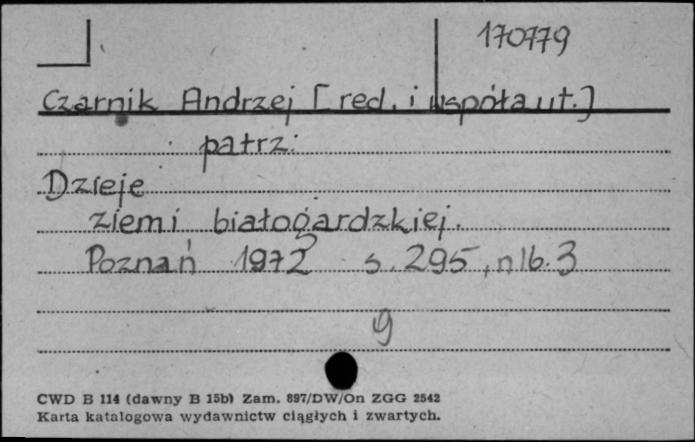 170779
Czarnik Andrzej [red. i współaut.]
patrz:
Dzieje
ziemi białogardzkiej.
Poznań 1972 s. 295, nlb. 3
9
CWD B 114 (dawny B 15b) Zam. 897/DW/On ZGG 2542
Karta katalogowa wydawnictw ciągłych i zwartych.